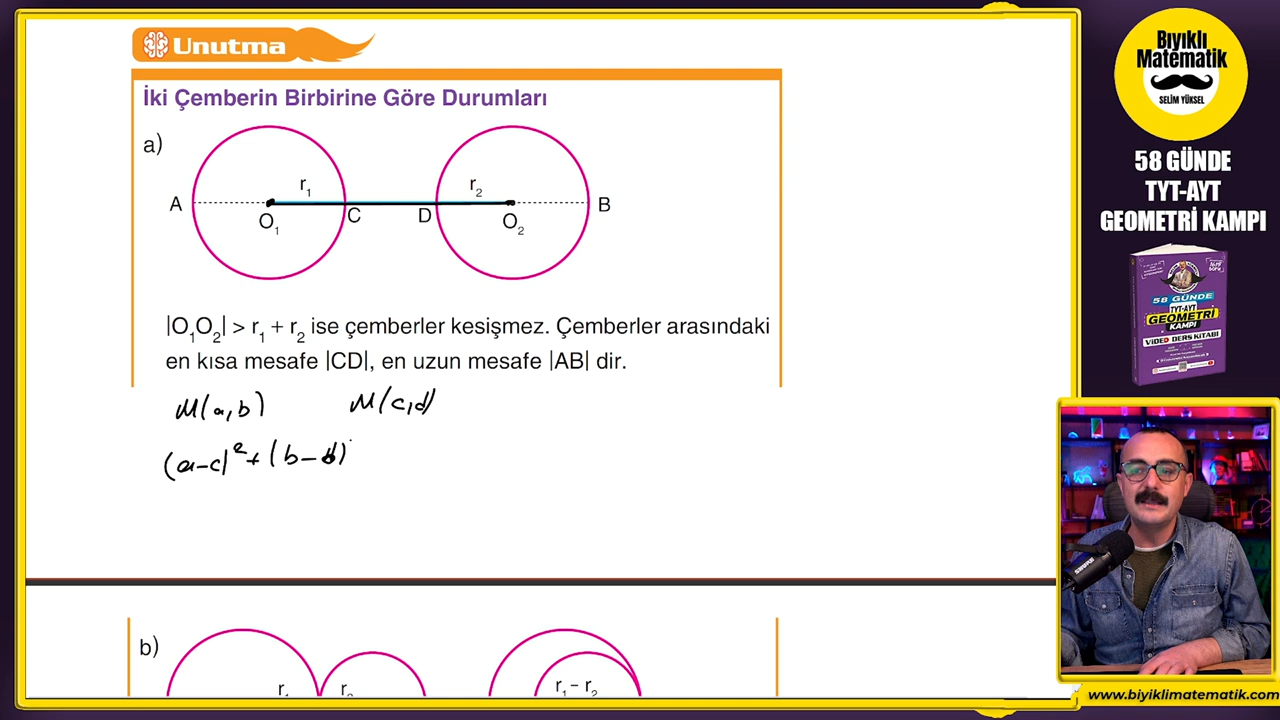 Unutma
İki Çemberin Birbirine Göre Durumları
a)
r1 r2
A O1 C D O2 B
|O1O2| > r1 + r2 ise çemberler kesişmez. Çemberler arasındaki
en kısa mesafe |CD|, en uzun mesafe |AB| dir.
M(a,b) M(c,d)
(a-c)² + (b-d)
b)
r1 – r2
Bıyıklı
Matematik
SELİM YÜKSEL
58 GÜNDE
TYT-AYT
GEOMETRİ KAMPI
58 GÜNDE
TYT-AYT
GEOMETRİ
KAMPI
VİDEO DERS KİTABI
www.biyiklimatematik.com